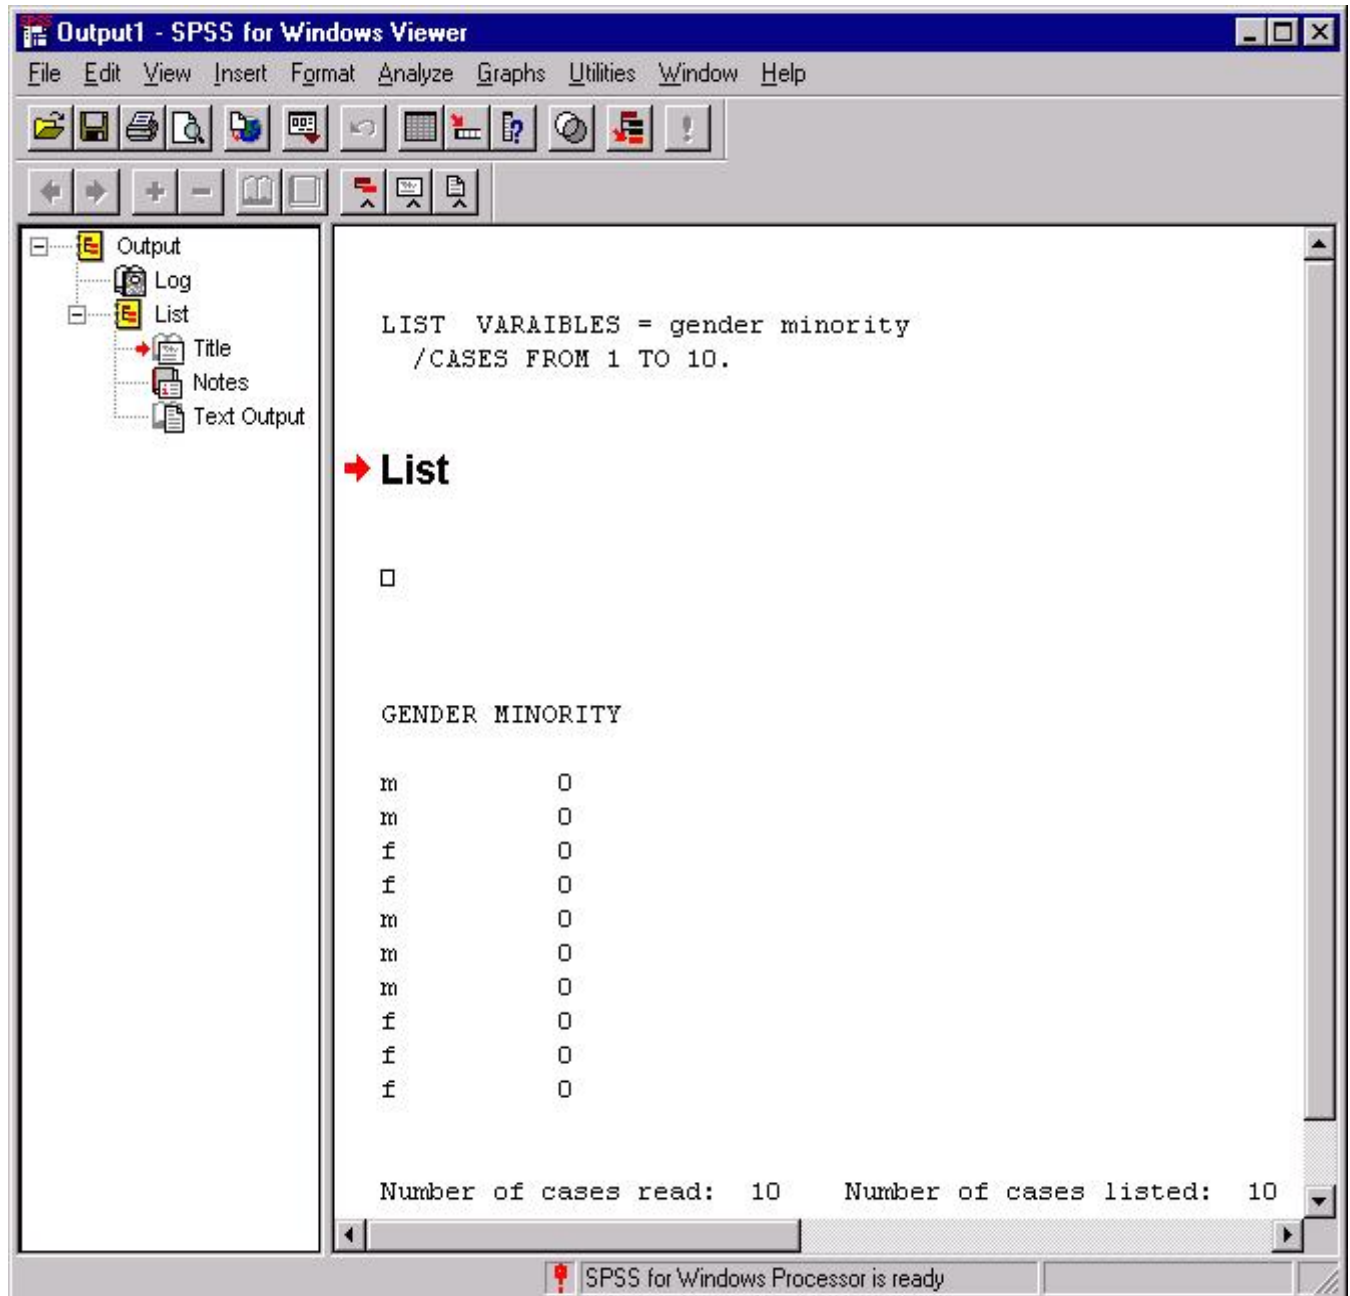 Output1 - SPSS for Windows Viewer
File Edit View Insert Format Analyze Graphs Utilities Window Help
Output
Log
List
Title
Notes
Text Output
LIST VARAIBLES = gender minority
/CASES FROM 1 TO 10.
List
GENDER MINORITY
m 0
m 0
f 0
f 0
m 0
m 0
m 0
f 0
f 0
f 0
Number of cases read: 10 Number of cases listed: 10
SPSS for Windows Processor is ready